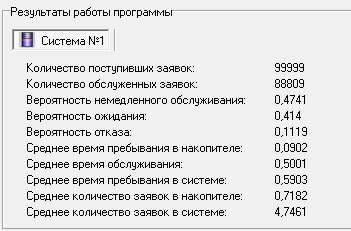 Результаты работы программы
Система №1
Количество поступивших заявок: 99999
Количество обслуженных заявок: 88809
Вероятность немедленного обслуживания: 0,4741
Вероятность ожидания: 0,414
Вероятность отказа: 0,1119
Среднее время пребывания в накопителе: 0,0902
Среднее время обслуживания: 0,5001
Среднее время пребывания в системе: 0,5903
Среднее количество заявок в накопителе: 0,7182
Среднее количество заявок в системе: 4,7461